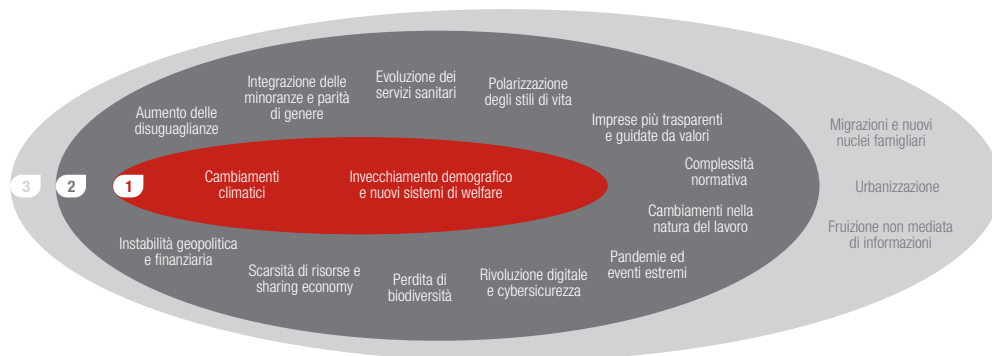 Integrazione delle
minoranze e parità
di genere
Evoluzione dei
servizi sanitari
Polarizzazione
degli stili di vita
Aumento delle
disuguaglianze
Imprese più trasparenti
e guidate da valori
Migrazioni e nuovi
nuclei famigliari
3
2
1
Cambiamenti
climatici
Invecchiamento demografico
e nuovi sistemi di welfare
Complessità
normativa
Urbanizzazione
Cambiamenti nella
natura del lavoro
Fruizione non mediata
di informazioni
Instabilità geopolitica
e finanziaria
Scarsità di risorse e
sharing economy
Perdita di
biodiversità
Rivoluzione digitale
e cybersicurezza
Pandemie ed
eventi estremi